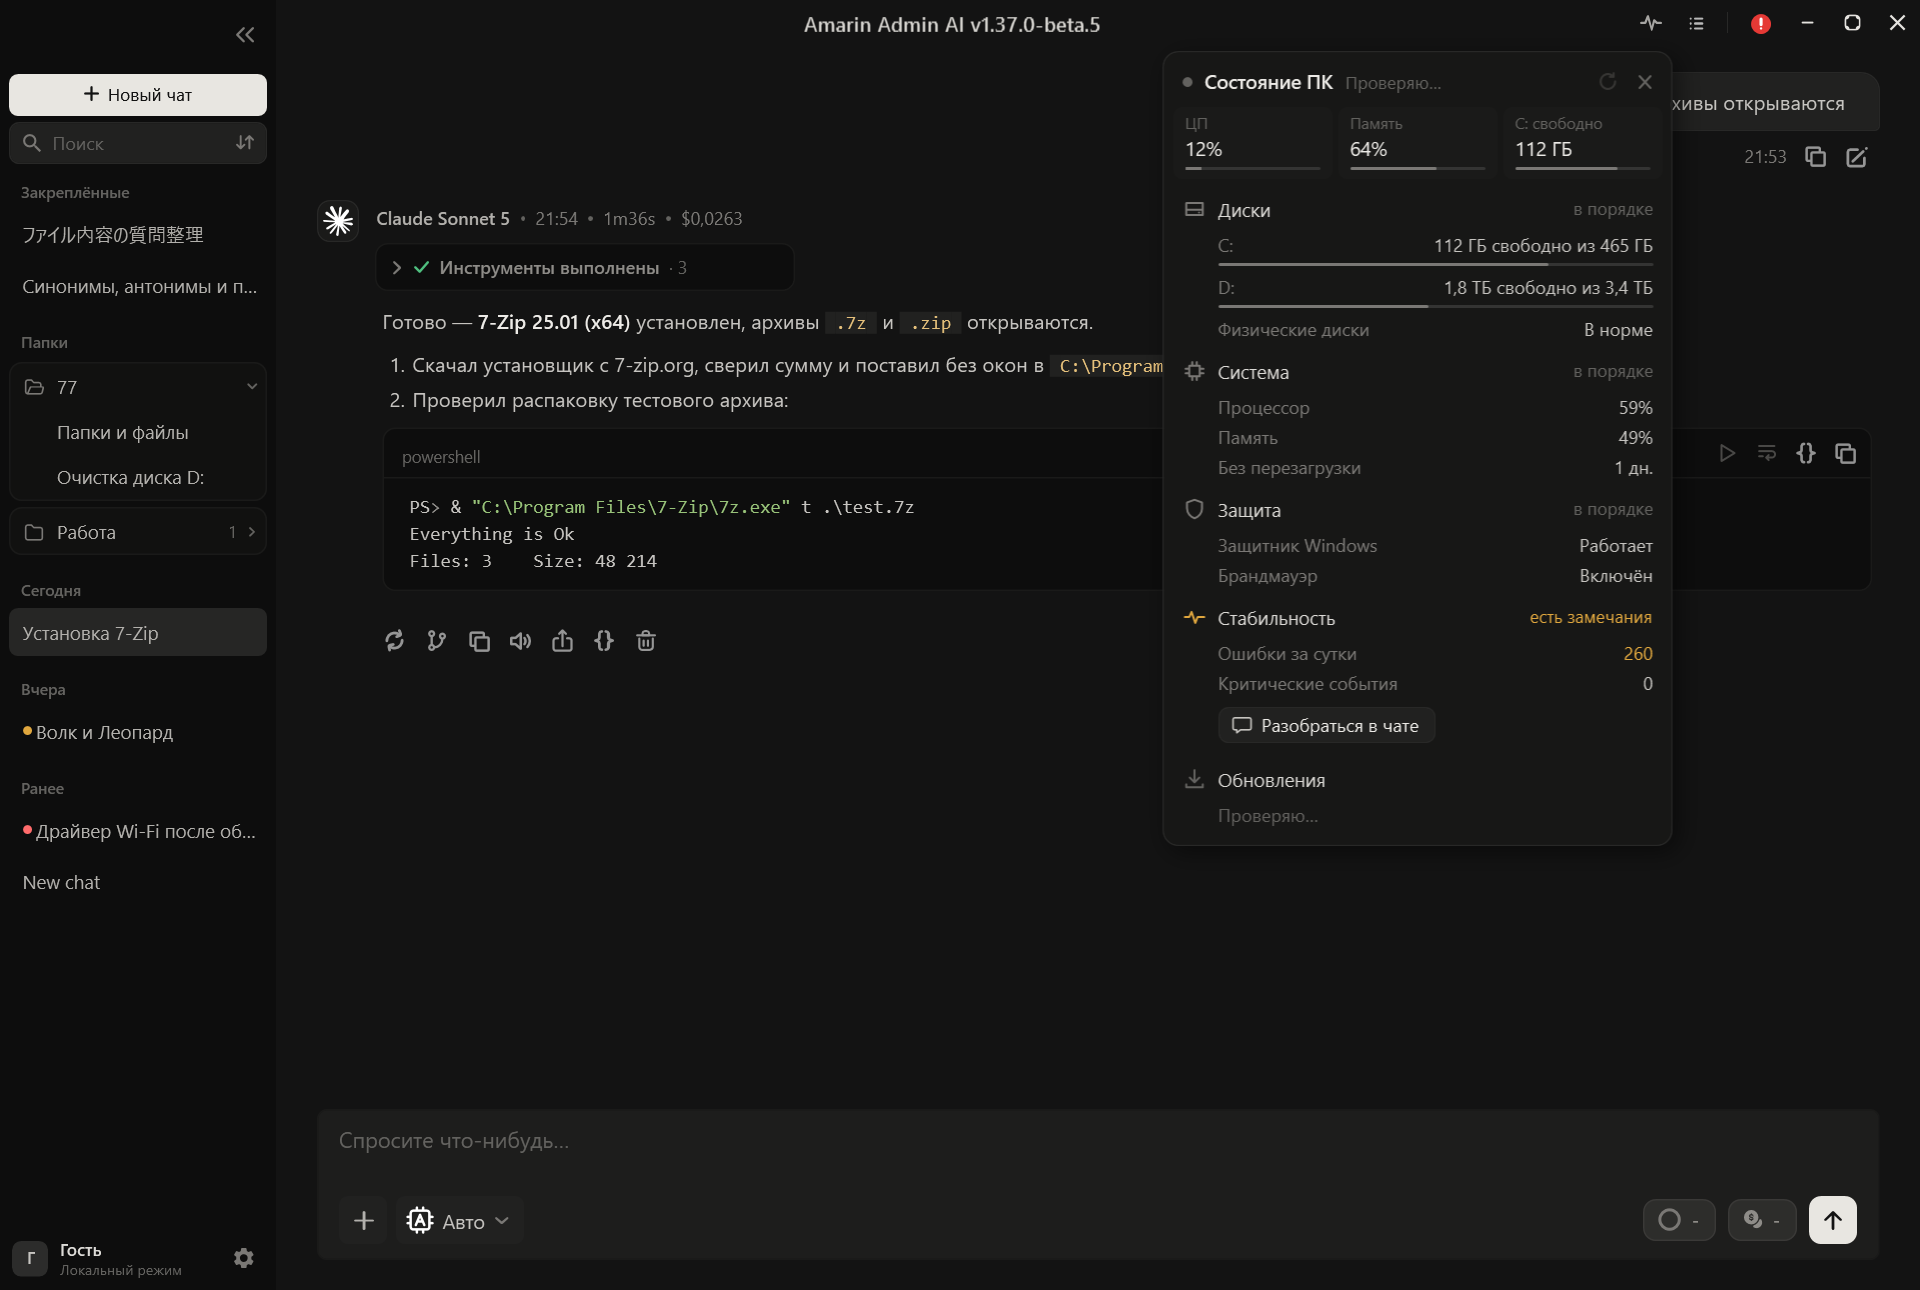 Amarin Admin AI v1.37.0-beta.5
Новый чат
Поиск
Закреплённые
ファイル内容の質問整理
Синонимы, антонимы и п...
Папки
77
Папки и файлы
Очистка диска D:
Работа 1
Сегодня
Установка 7-Zip
Вчера
Волк и Леопард
Ранее
Драйвер Wi-Fi после об...
New chat
Г
Гость
Локальный режим
хивы открываются
21:53
Claude Sonnet 5 • 21:54 • 1m36s • $0,0263
Инструменты выполнены · 3
Готово — 7-Zip 25.01 (x64) установлен, архивы .7z и .zip открываются.
1. Скачал установщик с 7-zip.org, сверил сумму и поставил без окон в C:\Program
2. Проверил распаковку тестового архива:
powershell
PS> & "C:\Program Files\7-Zip\7z.exe" t .\test.7z
Everything is Ok
Files: 3    Size: 48 214
Состояние ПК Проверяю...
ЦП
12%
Память
64%
C: свободно
112 ГБ
Диски в порядке
C: 112 ГБ свободно из 465 ГБ
D: 1,8 ТБ свободно из 3,4 ТБ
Физические диски В норме
Система в порядке
Процессор 59%
Память 49%
Без перезагрузки 1 дн.
Защита в порядке
Защитник Windows Работает
Брандмауэр Включён
Стабильность есть замечания
Ошибки за сутки 260
Критические события 0
Разобраться в чате
Обновления
Проверяю...
Спросите что-нибудь...
Авто
-
-